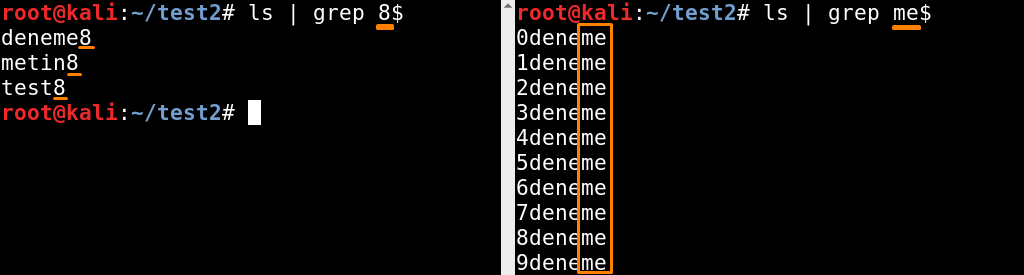 root@kali:~/test2# ls | grep 8$
deneme8
metin8
test8
root@kali:~/test2#
root@kali:~/test2# ls | grep me$
0deneme
1deneme
2deneme
3deneme
4deneme
5deneme
6deneme
7deneme
8deneme
9deneme